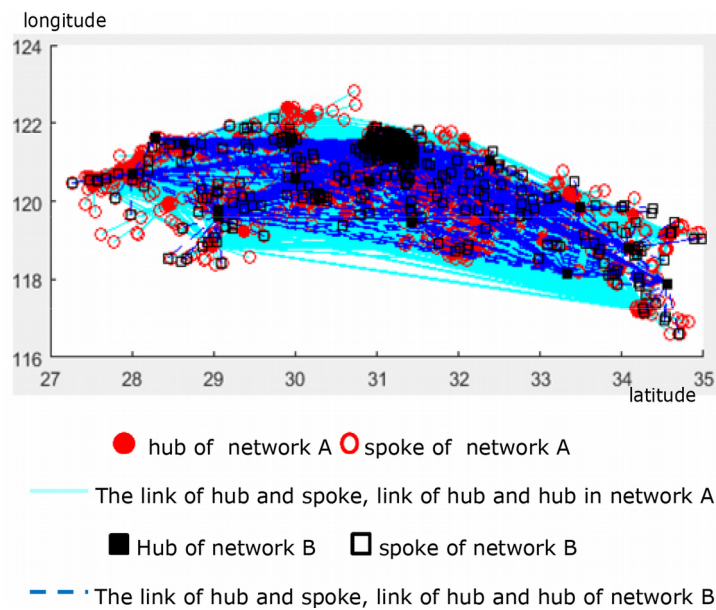 longitude
124
122
120
118
116
27 28 29 30 31 32 33 34 35
latitude
hub of network A spoke of network A
The link of hub and spoke, link of hub and hub in network A
Hub of network B spoke of network B
The link of hub and spoke, link of hub and hub of network B